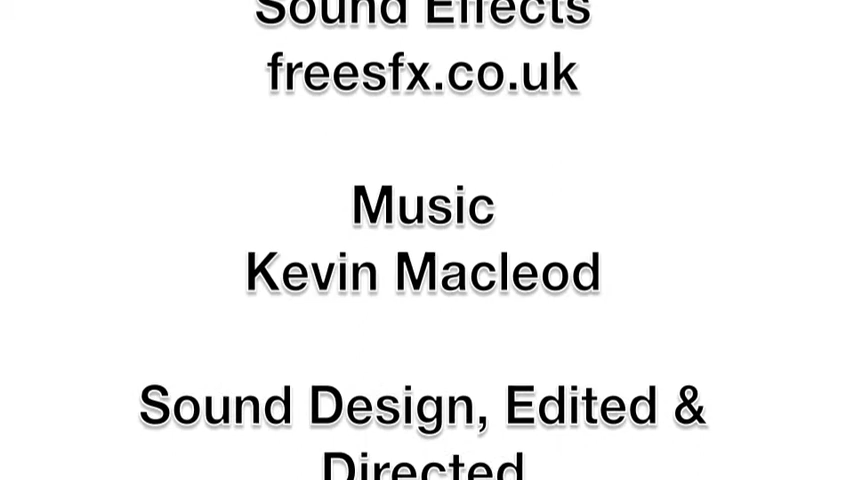 Sound Effects
freesfx.co.uk
Music
Kevin Macleod
Sound Design, Edited &
Directed